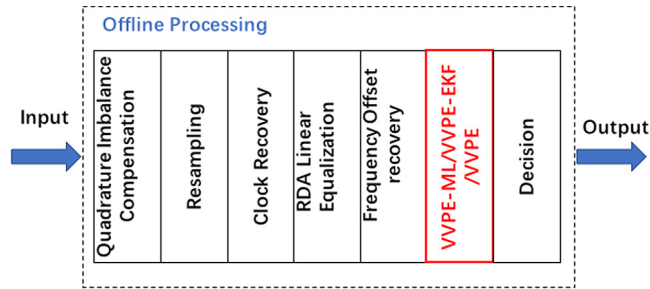 Offline Processing
Input
Quadrature Imbalance
Compensation
Resampling
Clock Recovery
RDA Linear
Equalization
Frequency Offset
recovery
VVPE-ML/VVPE-EKF
/VVPE
Decision
Output